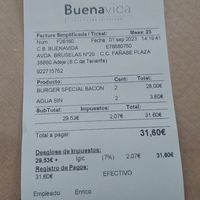 Buenavida
Factura Simplificada / Ticket: Mesa: 23
Num F28160 Fecha 01 sep 2023 14:19:41
C.B. BUENAVIDA E76680750
AVDA. BRUSELAS Nº20 C.C. FAÑABE PLAZA
38660 Adeje (S.C de Tenerife)
922715752
Producto: Cant: Total:
BURGER SPECIAL BACON 2 28,00€
AGUA SIN 2 3,60€
SubTotal: Impuestos: Total:
29,53€ 2,07€ 31,60€
Total a pagar 31,60€
Desglose de Impuestos:
29,53€ + Igic (7%) 2,07€ 31,60€
Registro de Pagos:
31,60€ EFECTIVO
Empleado: Enrico